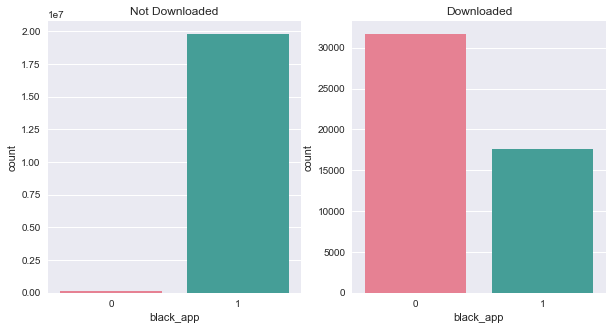 Not Downloaded
1e7
2.00
1.75
1.50
1.25
1.00
0.75
0.50
0.25
0.00
count
0 1
black_app
Downloaded
30000
25000
20000
15000
10000
5000
0
count
0 1
black_app